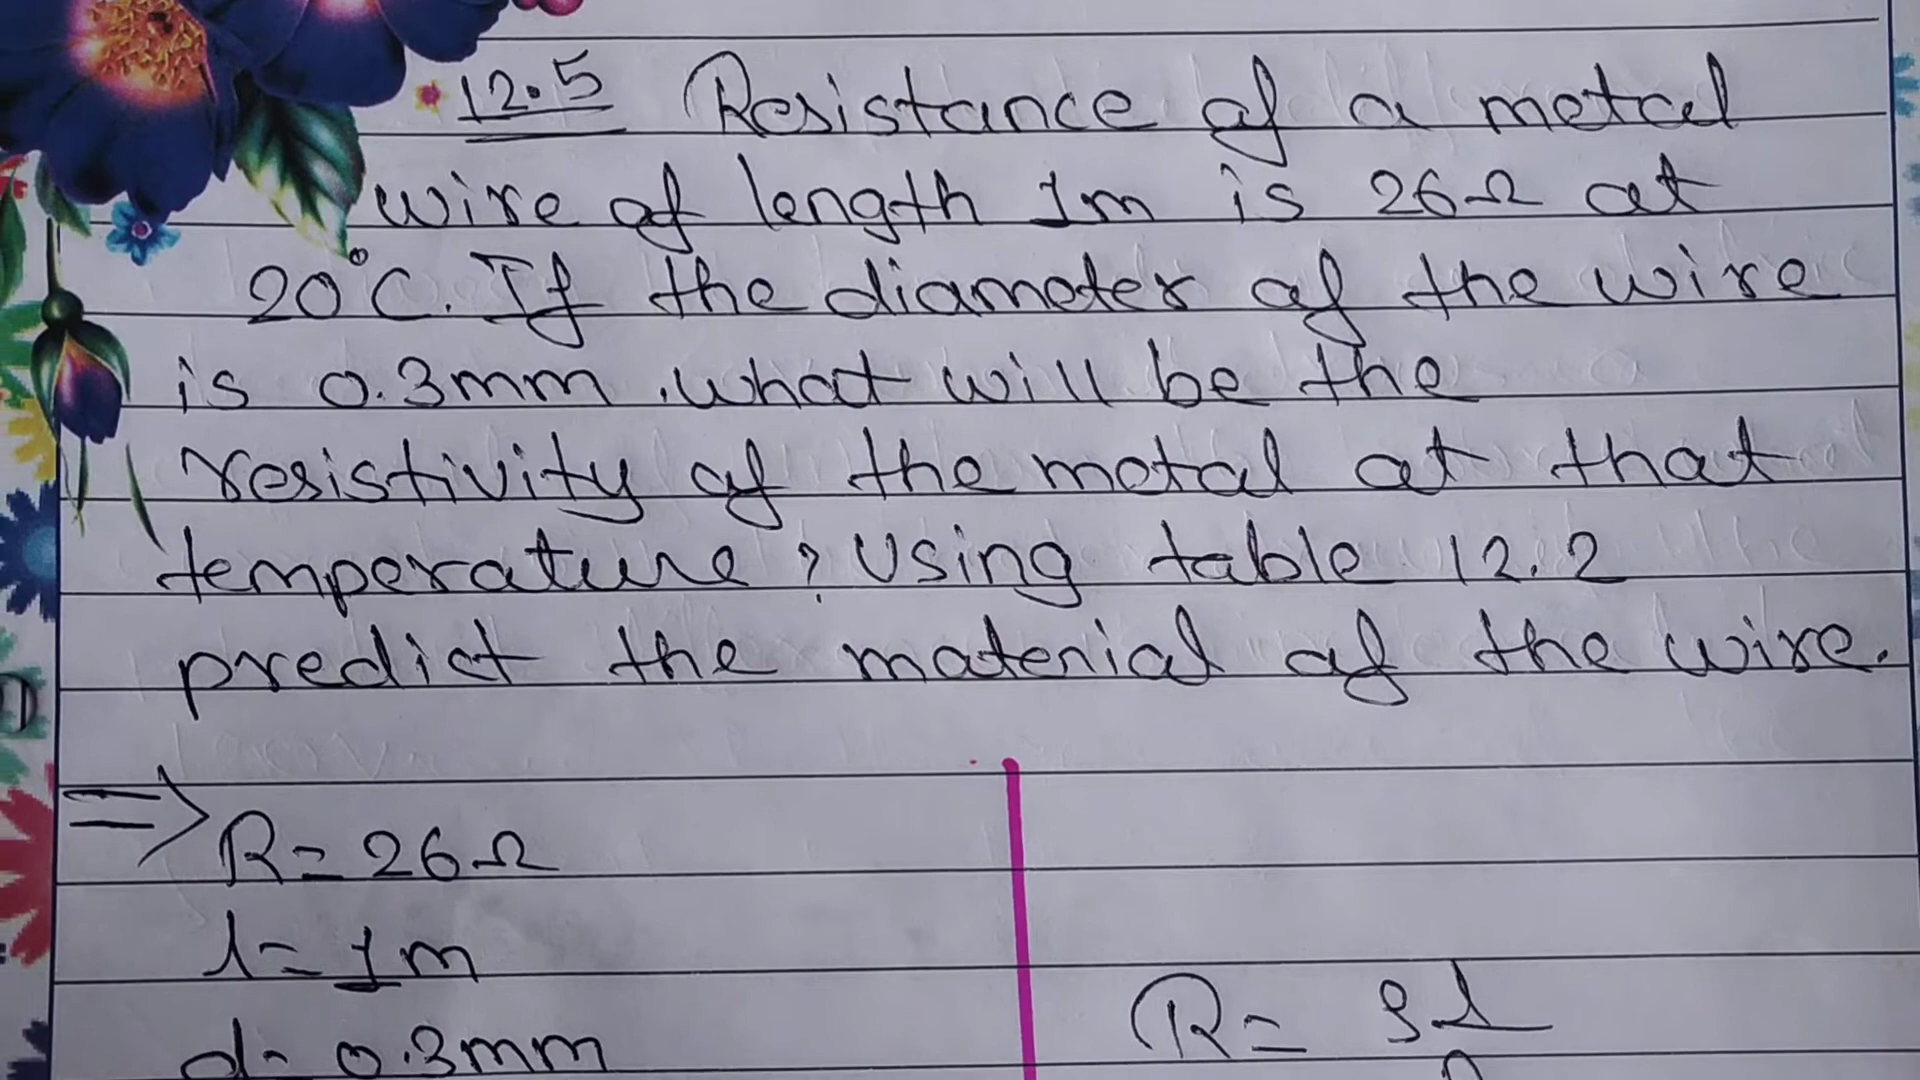 12.5 Resistance of a metal
wire of length 1m is 26Ω at
20°C. If the diameter of the wire
is 0.3mm. what will be the
resistivity of the metal at that
temperature? Using table 12.2
predict the material of the wire.
=> R= 26Ω
l= 1m
d= 0.3mm
R= ρl